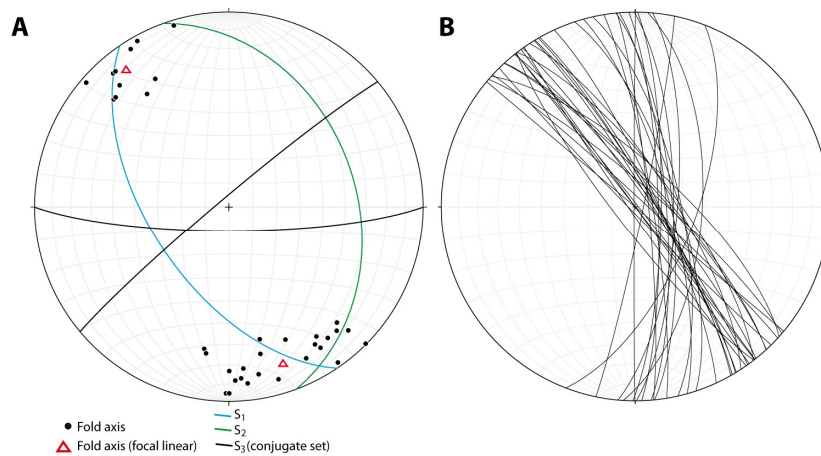 A
B
Fold axis
Fold axis (focal linear)
S₁
S₂
S₃(conjugate set)